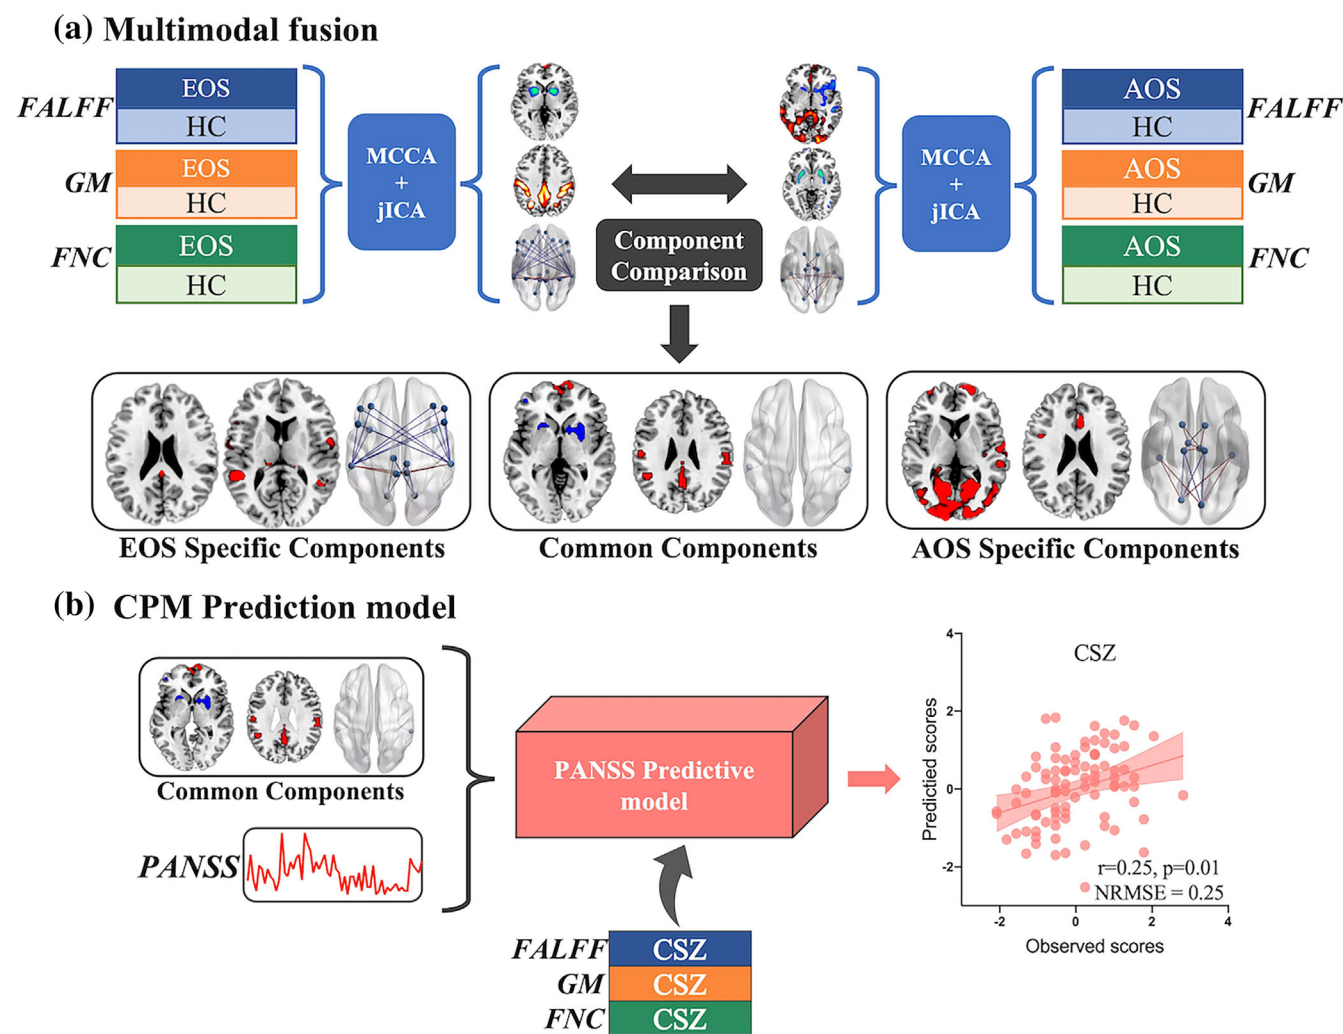 (a) Multimodal fusion
FALFF
EOS
HC
GM
EOS
HC
FNC
EOS
HC
MCCA
+
jICA
Component
Comparison
MCCA
+
jICA
AOS
HC
FALFF
AOS
HC
GM
AOS
HC
FNC
EOS Specific Components
Common Components
AOS Specific Components
(b) CPM Prediction model
Common Components
PANSS
PANSS Predictive
model
FALFF CSZ
GM CSZ
FNC CSZ
CSZ
Predictied scores
4
2
0
-2
r=0.25, p=0.01
NRMSE = 0.25
-2 0 2 4
Observed scores